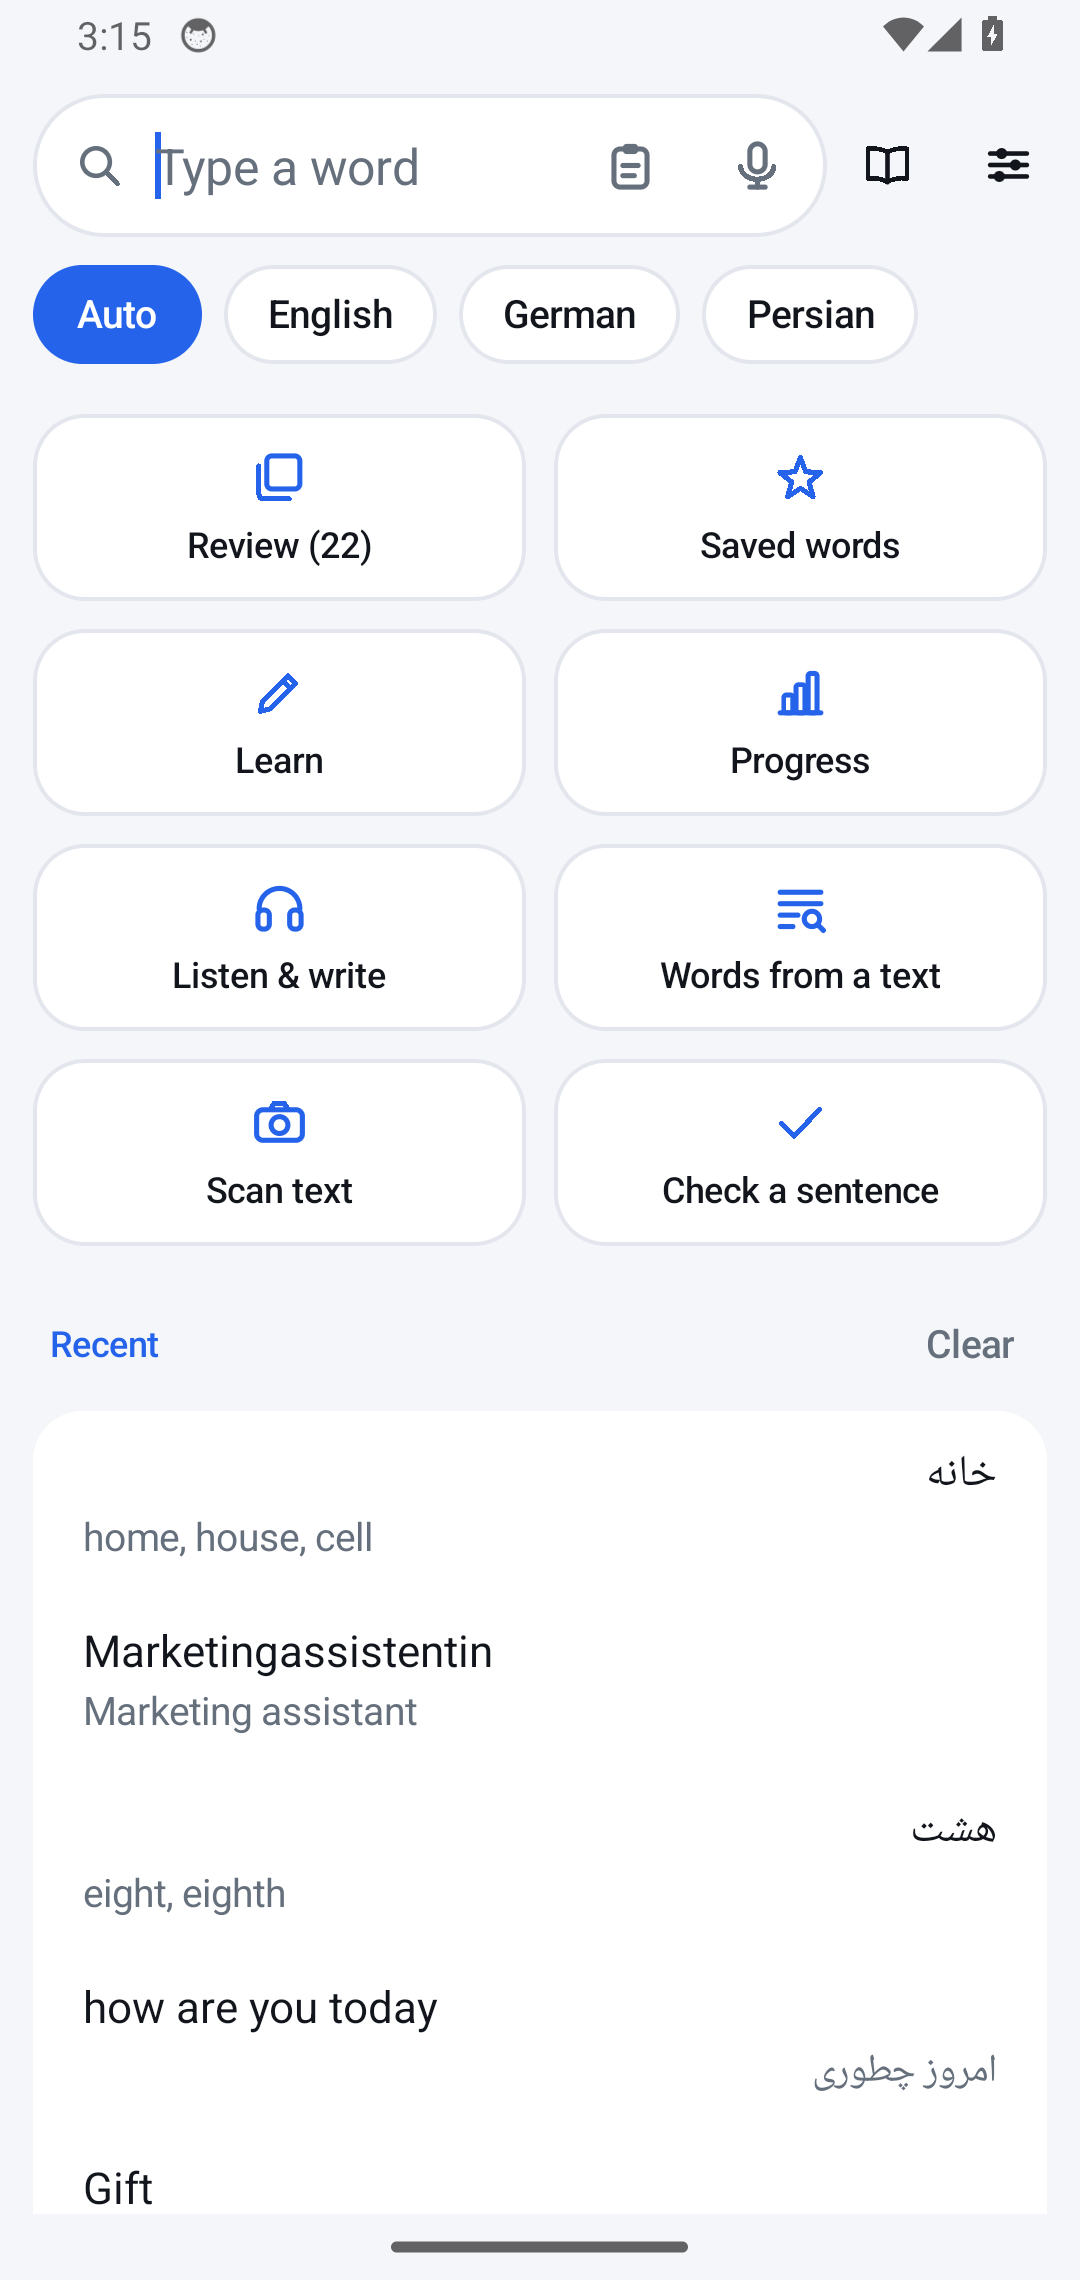 3:15
Type a word
Auto English German Persian
Review (22) Saved words
Learn Progress
Listen & write Words from a text
Scan text Check a sentence
Recent Clear
خانه
home, house, cell
Marketingassistentin
Marketing assistant
هشت
eight, eighth
how are you today
امروز چطوری
Gift